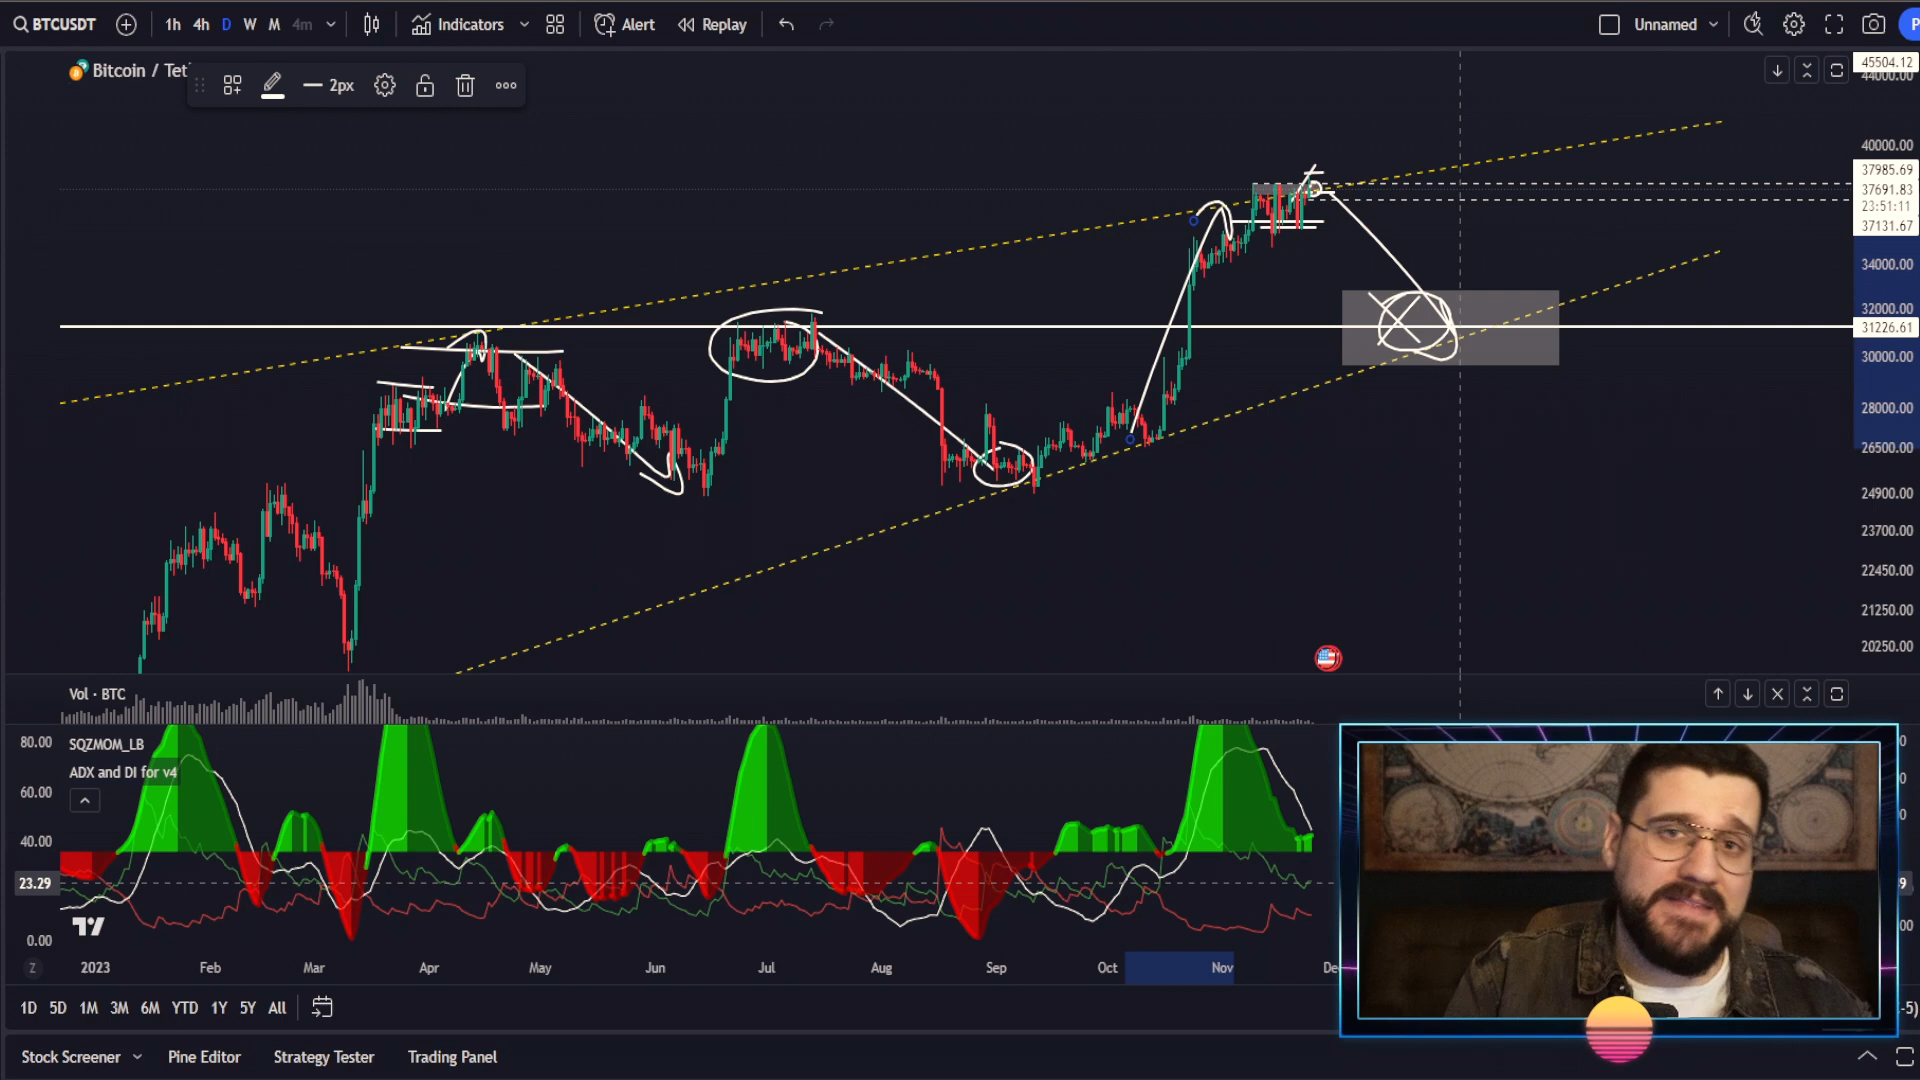 BTCUSDT 1h 4h D W M 4m Indicators Alert Replay Unnamed P
Bitcoin / Tet
2px
45504.12
44000.00
40000.00
37985.69
37691.83
23:51:11
37131.67
34000.00
32000.00
31226.61
30000.00
28000.00
26500.00
24900.00
23700.00
22450.00
21250.00
20250.00
Vol · BTC
80.00
SQZMOM_LB
ADX and DI for v4
60.00
40.00
23.29
0.00
Z 2023 Feb Mar Apr May Jun Jul Aug Sep Oct Nov De
1D 5D 1M 3M 6M YTD 1Y 5Y All
-5)
Stock Screener Pine Editor Strategy Tester Trading Panel